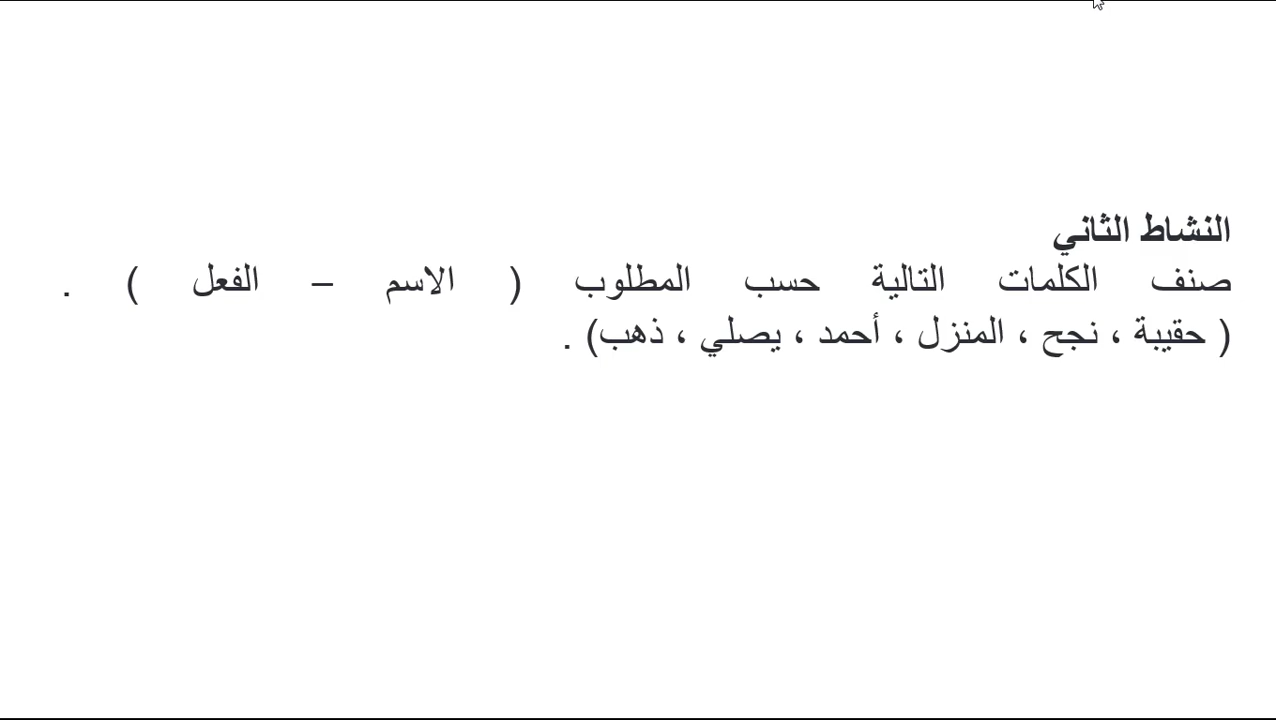 النشاط الثاني
صنف الكلمات التالية حسب المطلوب ( الاسم – الفعل ) .
( حقيبة ، نجح ، المنزل ، أحمد ، يصلي ، ذهب) .